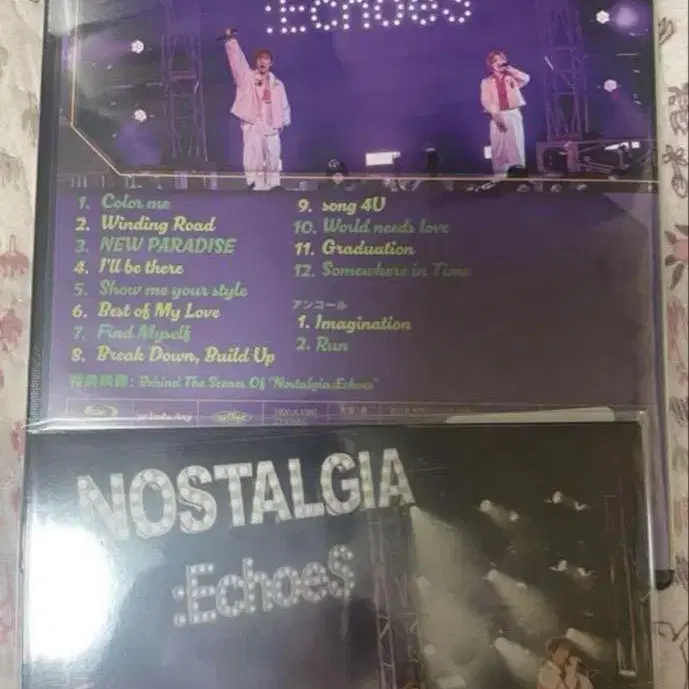 :Echoes
1. Color me
2. Winding Road
3. NEW PARADISE
4. I'll be there
5. Show me your style
6. Best of My Love
7. Find Myself
8. Break Down, Build Up
9. song 4U
10. World needs love
11. Graduation
12. Somewhere in Time
アンコール
1. Imagination
2. Run
特典映像: Behind The Scenes Of "Nostalgia:Echoes"
NOSTALGIA
:Echoes